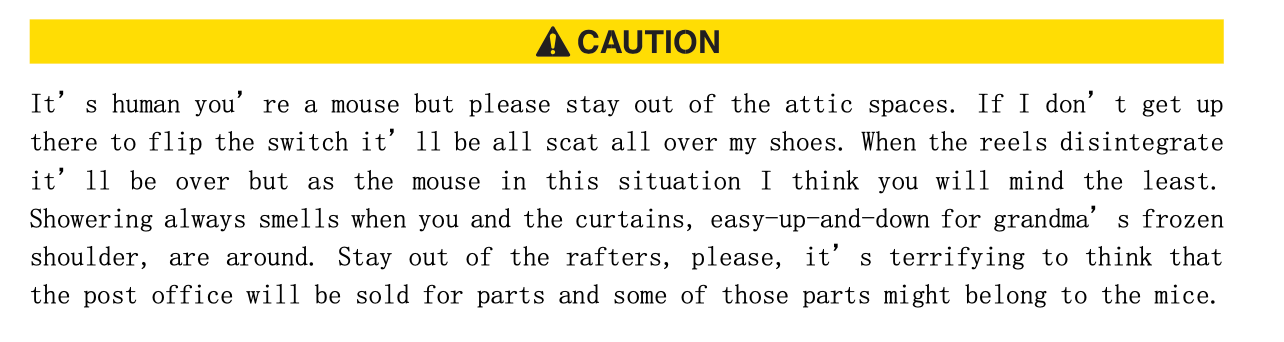 CAUTION
It’s human you’re a mouse but please stay out of the attic spaces. If I don’t get up
there to flip the switch it’ll be all scat all over my shoes. When the reels disintegrate
it’ll be over but as the mouse in this situation I think you will mind the least.
Showering always smells when you and the curtains, easy-up-and-down for grandma’s frozen
shoulder, are around. Stay out of the rafters, please, it’s terrifying to think that
the post office will be sold for parts and some of those parts might belong to the mice.